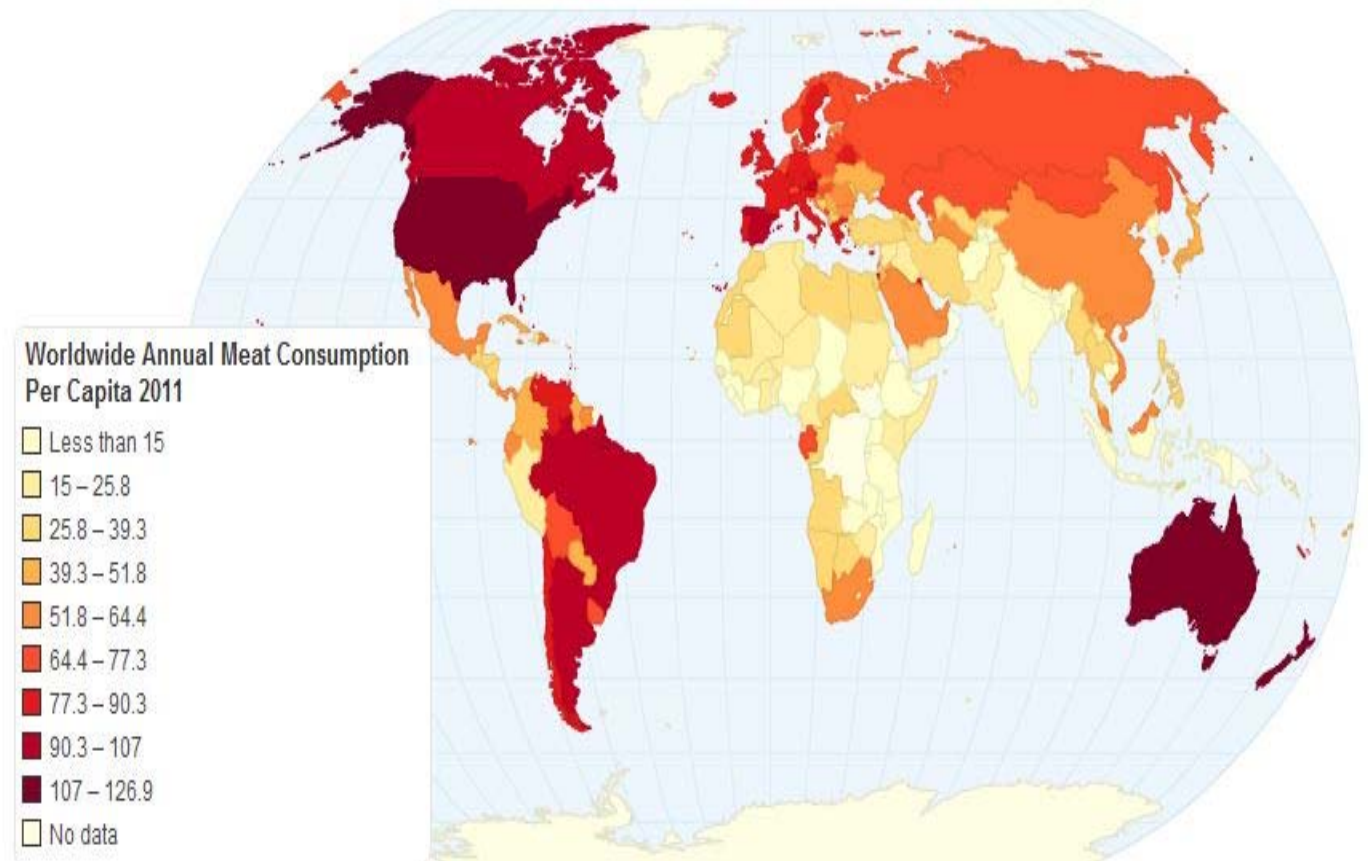 Worldwide Annual Meat Consumption
Per Capita 2011
Less than 15
15 – 25.8
25.8 – 39.3
39.3 – 51.8
51.8 – 64.4
64.4 – 77.3
77.3 – 90.3
90.3 – 107
107 – 126.9
No data